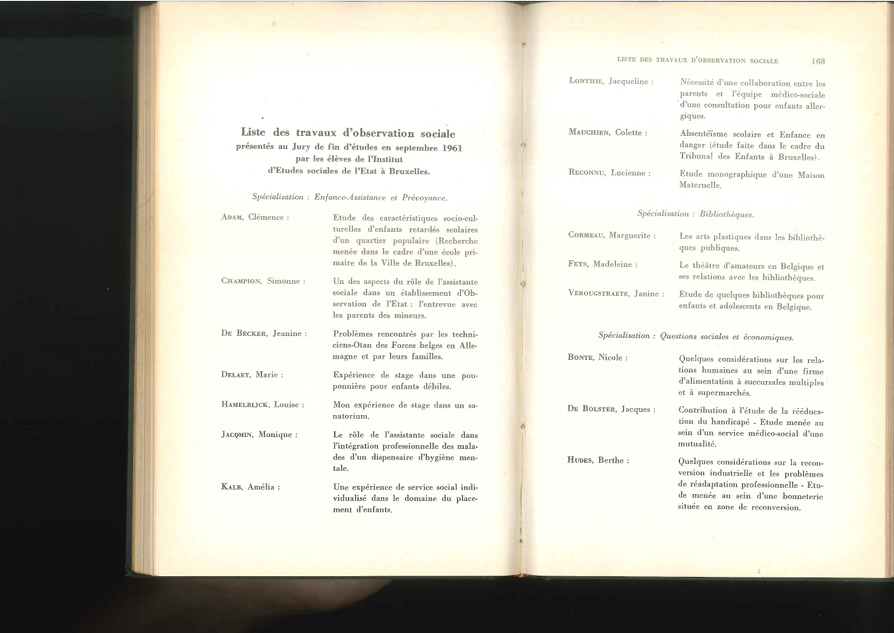 Liste des travaux d'observation sociale
présentés au Jury de fin d'études en septembre 1961
par les élèves de l'Institut
d'Etudes sociales de l'Etat à Bruxelles.
Spécialisation : Enfance-Assistance et Prévoyance.
ADAM, Clémence : Etude des caractéristiques socio-cul-
turelles d'enfants retardés scolaires
d'un quartier populaire (Recherche
menée dans le cadre d'une école pri-
maire de la Ville de Bruxelles).
CHAMPION, Simonne : Un des aspects du rôle de l'assistante
sociale dans un établissement d'Ob-
servation de l'Etat : l'entrevue avec
les parents des mineurs.
DE BECKER, Jeanine : Problèmes rencontrés par les techni-
ciens-Otan des Forces belges en Alle-
magne et par leurs familles.
DELAET, Marie : Expérience de stage dans une pou-
ponnière pour enfants débiles.
HAMELRIJCK, Louise : Mon expérience de stage dans un sa-
natorium.
JACQMIN, Monique : Le rôle de l'assistante sociale dans
l'intégration professionnelle des mala-
des d'un dispensaire d'hygiène men-
tale.
KALB, Amélia : Une expérience de service social indi-
vidualisé dans le domaine du place-
ment d'enfants.
LISTE DES TRAVAUX D'OBSERVATION SOCIALE 163
LONTHIE, Jacqueline : Nécessité d'une collaboration entre les
parents et l'équipe médico-sociale
d'une consultation pour enfants aller-
giques.
MAUCHIEN, Colette : Absentéisme scolaire et Enfance en
danger (étude faite dans le cadre du
Tribunal des Enfants à Bruxelles).
RECONNU, Lucienne : Etude monographique d'une Maison
Maternelle.
Spécialisation : Bibliothèques.
CORMEAU, Marguerite : Les arts plastiques dans les bibliothè-
ques publiques.
FEYS, Madeleine : Le théâtre d'amateurs en Belgique et
ses relations avec les bibliothèques.
VEROUGSTRAETE, Janine : Etude de quelques bibliothèques pour
enfants et adolescents en Belgique.
Spécialisation : Questions sociales et économiques.
BONTE, Nicole : Quelques considérations sur les rela-
tions humaines au sein d'une firme
d'alimentation à succursales multiples
et à supermarchés.
DE BOLSTER, Jacques : Contribution à l'étude de la rééduca-
tion du handicapé - Etude menée au
sein d'un service médico-social d'une
mutualité.
HUDES, Berthe : Quelques considérations sur la recon-
version industrielle et les problèmes
de réadaptation professionnelle - Etu-
de menée au sein d'une bonneterie
située en zone de reconversion.